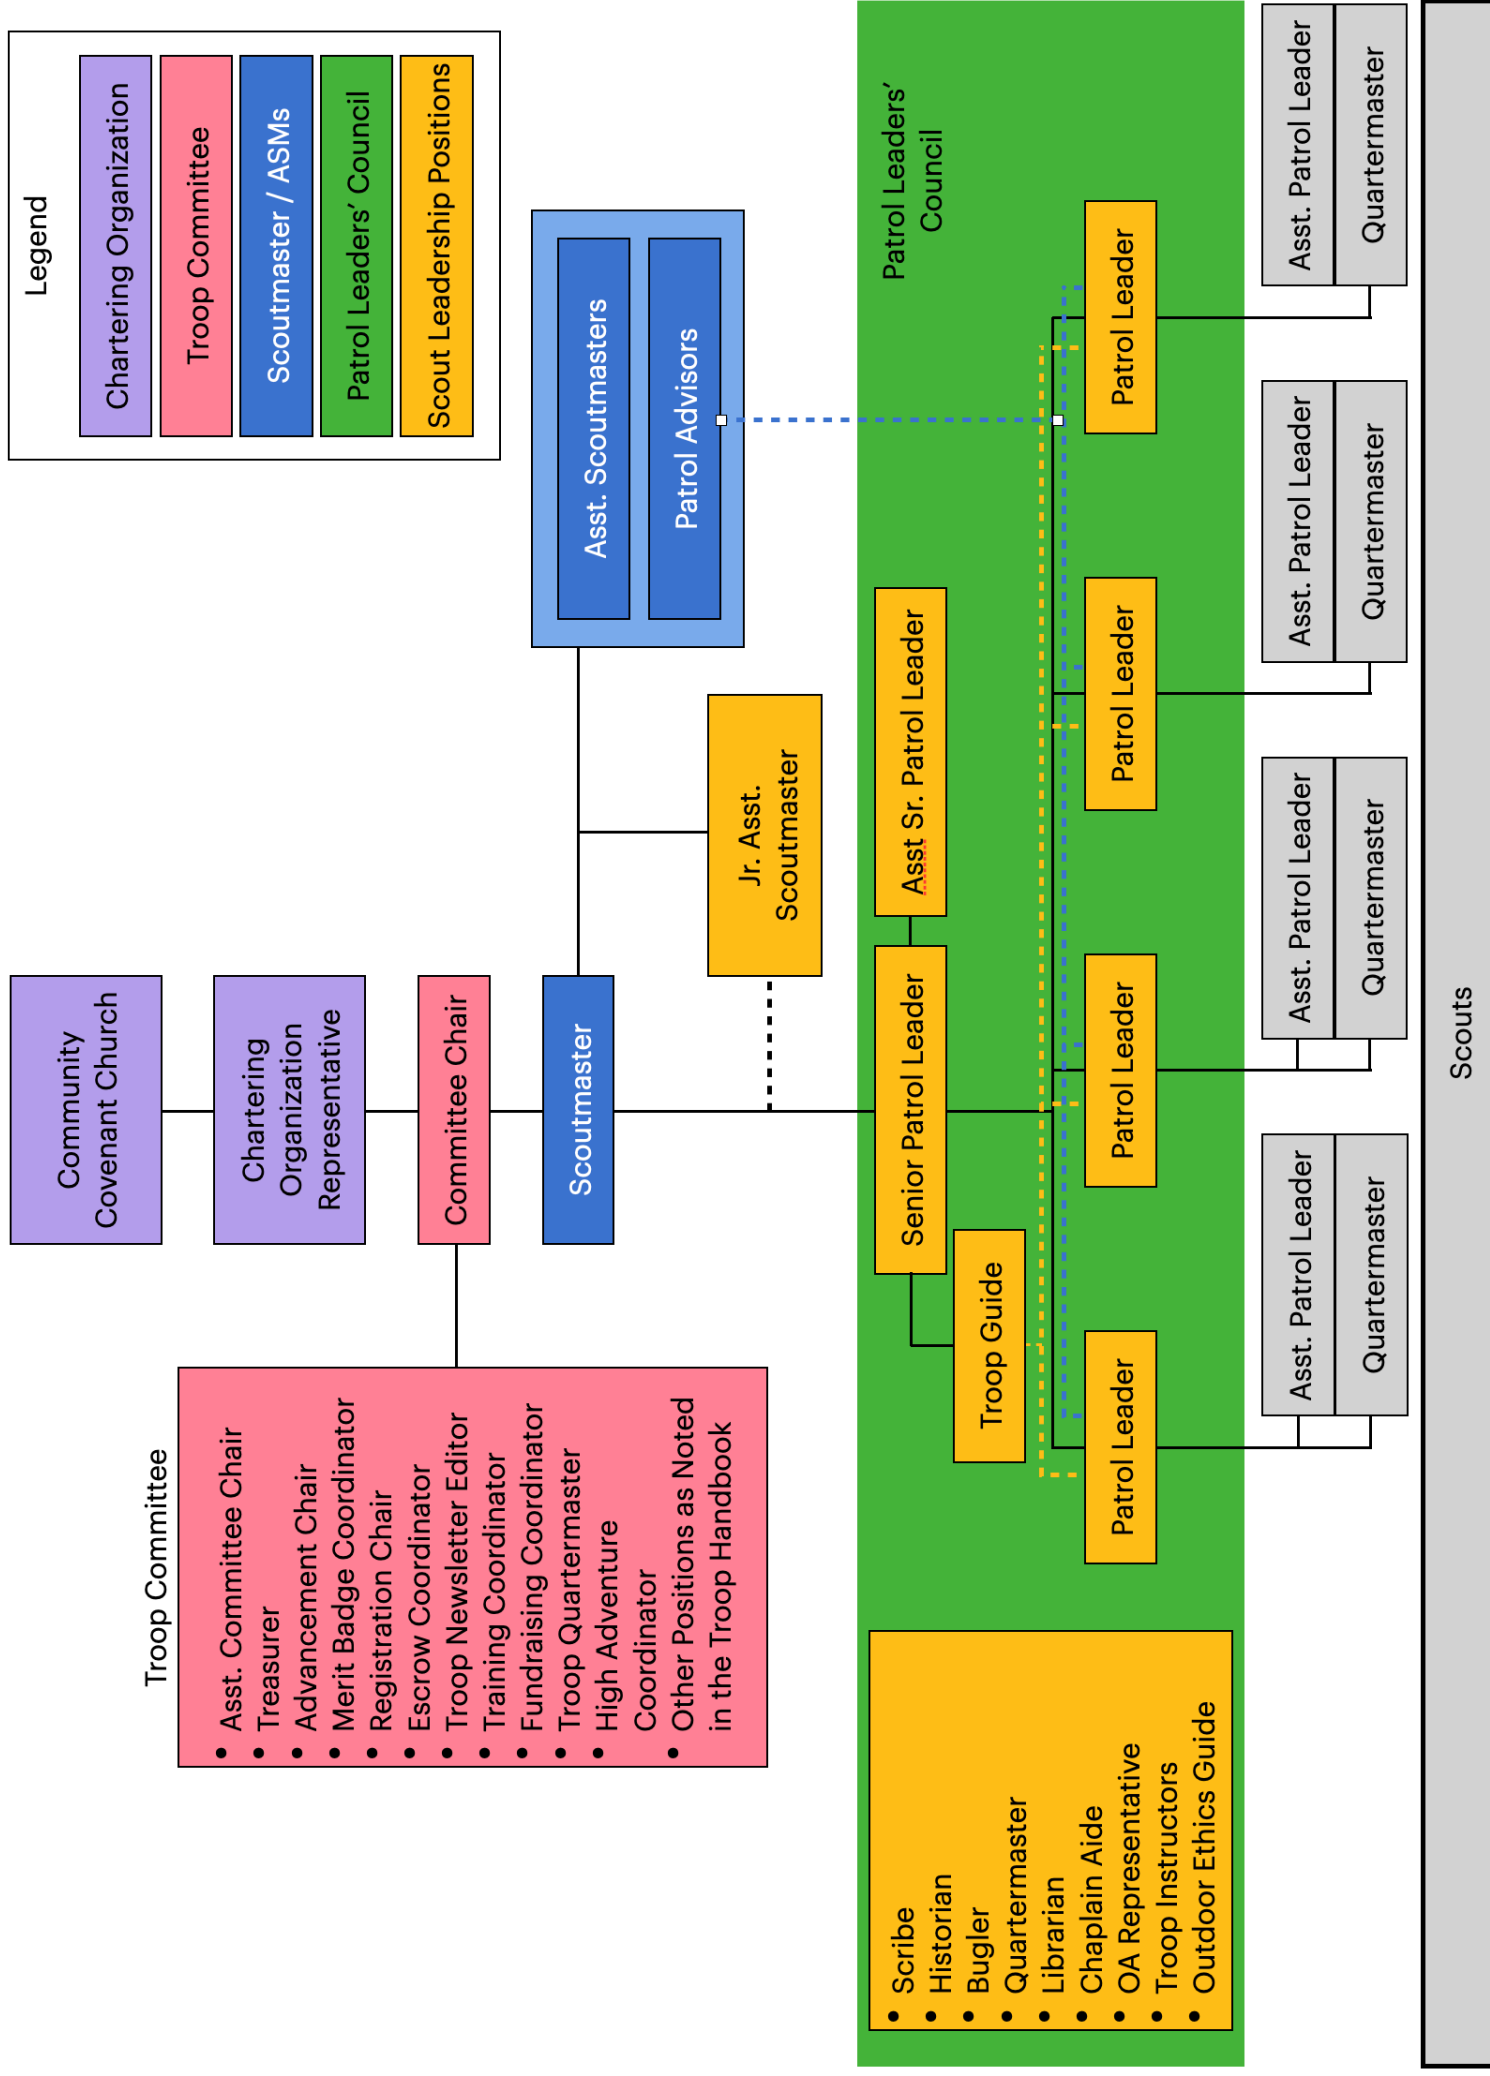 Legend
Chartering Organization
Troop Committee
Scoutmaster / ASMs
Patrol Leaders’ Council
Scout Leadership Positions
Community
Covenant Church
Chartering
Organization
Representative
Committee Chair
Scoutmaster
Troop Committee
• Asst. Committee Chair
• Treasurer
• Advancement Chair
• Merit Badge Coordinator
• Registration Chair
• Escrow Coordinator
• Troop Newsletter Editor
• Training Coordinator
• Fundraising Coordinator
• Troop Quartermaster
• High Adventure
Coordinator
• Other Positions as Noted
in the Troop Handbook
Asst. Scoutmasters
Patrol Advisors
Jr. Asst.
Scoutmaster
Patrol Leaders’
Council
Senior Patrol Leader
Asst Sr. Patrol Leader
Troop Guide
• Scribe
• Historian
• Bugler
• Quartermaster
• Librarian
• Chaplain Aide
• OA Representative
• Troop Instructors
• Outdoor Ethics Guide
Patrol Leader
Patrol Leader
Patrol Leader
Patrol Leader
Asst. Patrol Leader
Quartermaster
Asst. Patrol Leader
Quartermaster
Asst. Patrol Leader
Quartermaster
Asst. Patrol Leader
Quartermaster
Scouts